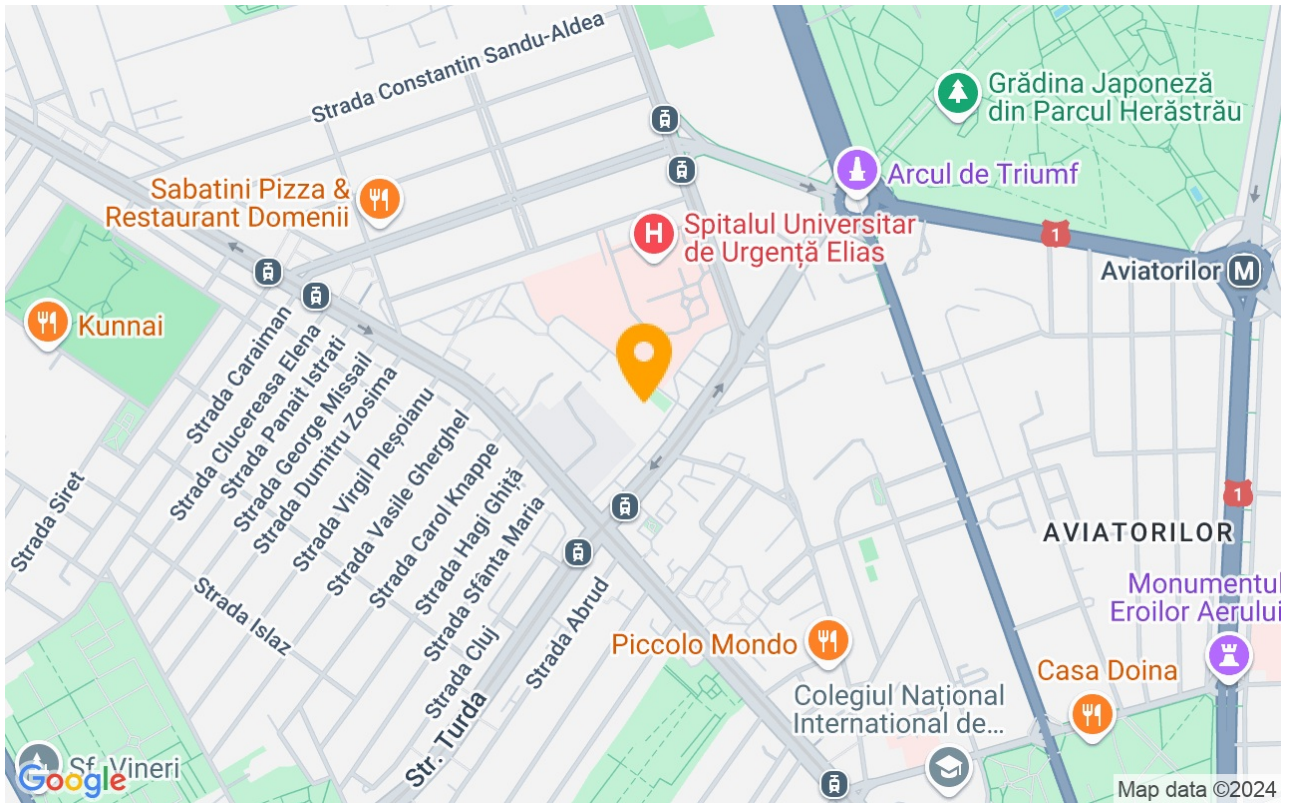 Strada Constantin Sandu-Aldea
Grădina Japoneză
din Parcul Herăstrău
Arcul de Triumf
Sabatini Pizza &
Restaurant Domenii
H
Spitalul Universitar
de Urgență Elias
1
Aviatorilor M
Kunnai
Strada Caraiman
Strada Clucereasa Elena
Strada Panait Istrati
Strada George Missail
Strada Dumitru Zosima
Strada Virgil Pleșoianu
Strada Vasile Gherghel
Strada Carol Knappe
Strada Hagi Ghiță
Strada Sfânta Maria
Strada Cluj
Str. Turda
Strada Abrud
Strada Siret
Strada Islaz
1
AVIATORILOR
Monumentul
Eroilor Aerului
Piccolo Mondo
Casa Doina
Colegiul Național
International de...
Sf. Vineri
Google
Map data ©2024